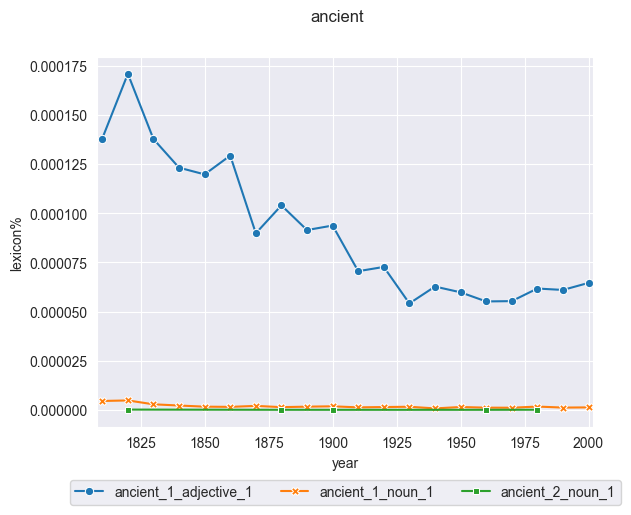 ancient
0.000175
0.000150
0.000125
0.000100
0.000075
0.000050
0.000025
0.000000
lexicon%
1825 1850 1875 1900 1925 1950 1975 2000
year
ancient_1_adjective_1 ancient_1_noun_1 ancient_2_noun_1